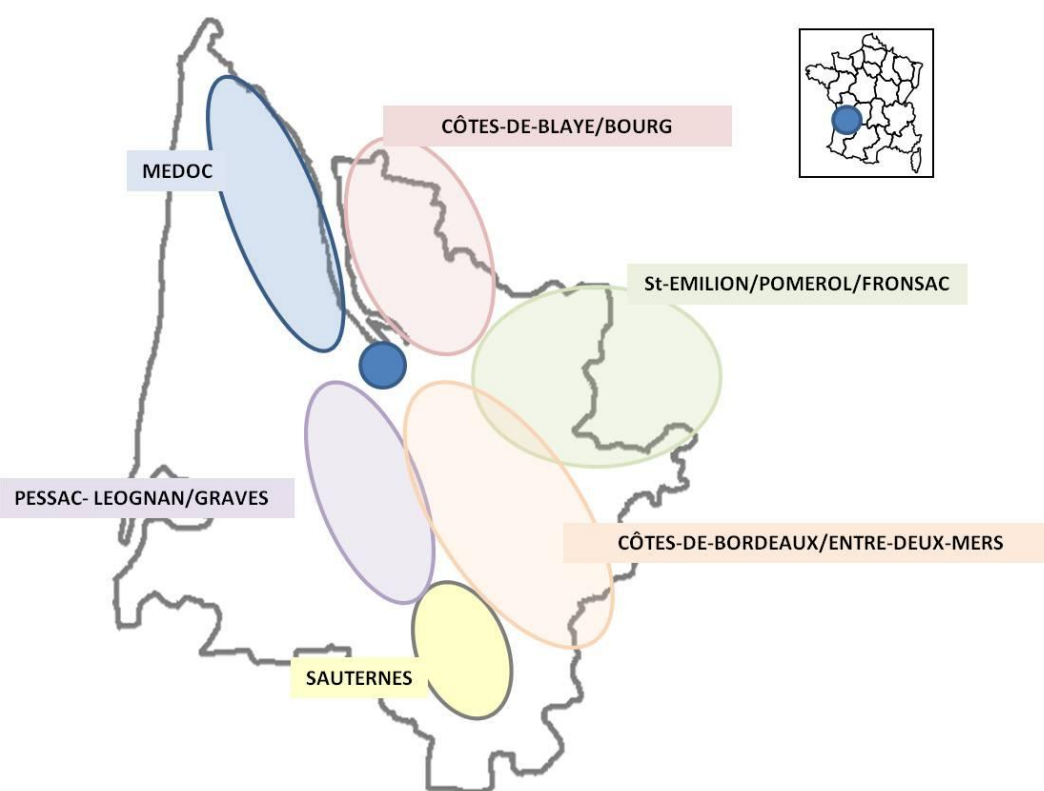 CÔTES-DE-BLAYE/BOURG
MEDOC
St-EMILION/POMEROL/FRONSAC
PESSAC- LEOGNAN/GRAVES
CÔTES-DE-BORDEAUX/ENTRE-DEUX-MERS
SAUTERNES